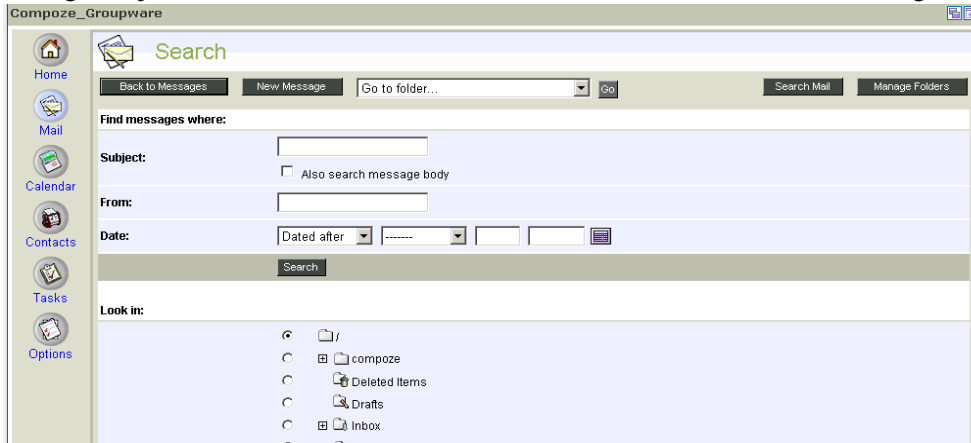 Compoze_Groupware
Home
Mail
Calendar
Contacts
Tasks
Options
Search
Back to Messages New Message Go to folder... Go Search Mail Manage Folders
Find messages where:
Subject:
Also search message body
From:
Date: Dated after -------
Search
Look in:
/
compoze
Deleted Items
Drafts
Inbox